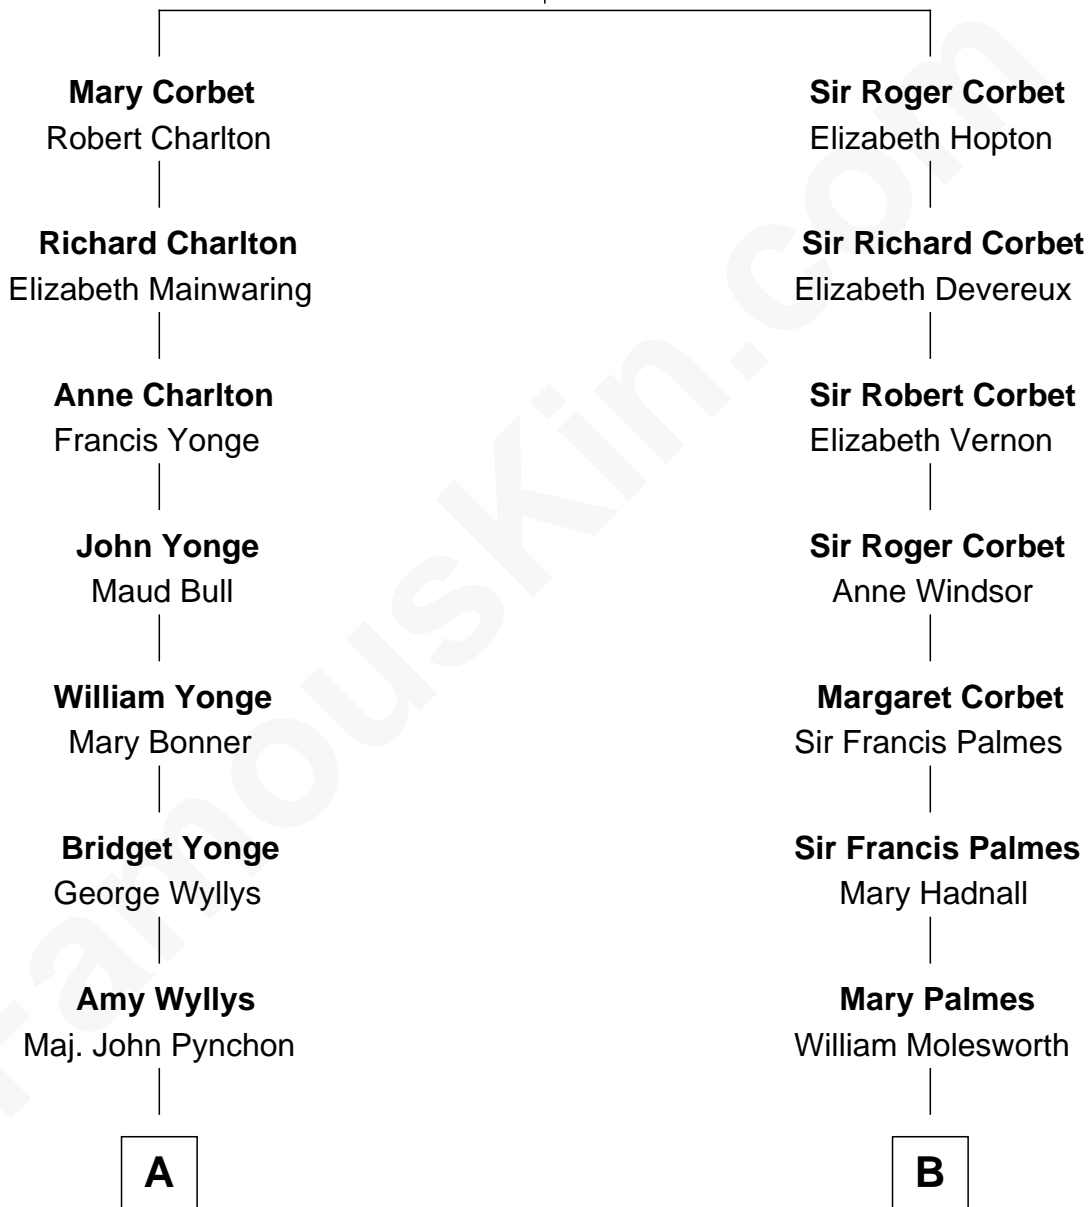 Mary Corbet
Robert Charlton
Richard Charlton
Elizabeth Mainwaring
Anne Charlton
Francis Yonge
John Yonge
Maud Bull
William Yonge
Mary Bonner
Bridget Yonge
George Wyllys
Amy Wyllys
Maj. John Pynchon
A
Sir Roger Corbet
Elizabeth Hopton
Sir Richard Corbet
Elizabeth Devereux
Sir Robert Corbet
Elizabeth Vernon
Sir Roger Corbet
Anne Windsor
Margaret Corbet
Sir Francis Palmes
Sir Francis Palmes
Mary Hadnall
Mary Palmes
William Molesworth
B
FamousKin.com